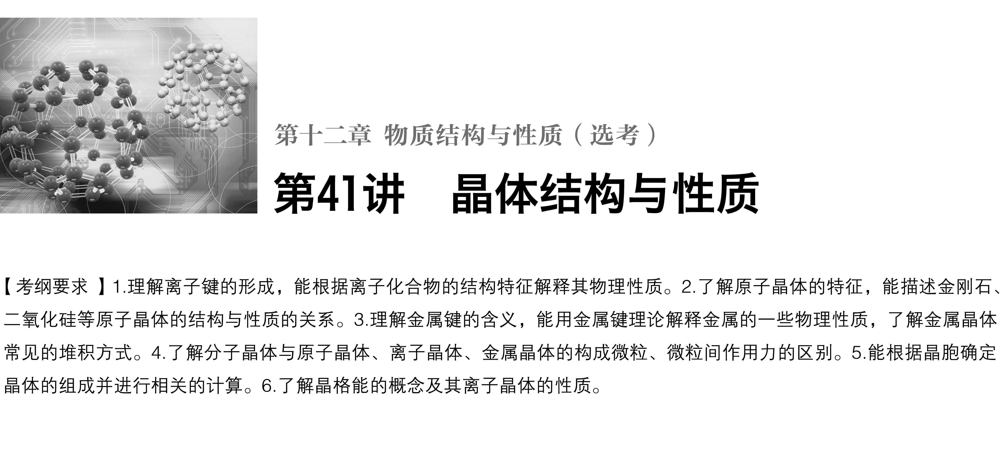 第十二章 物质结构与性质（选考）
第41讲 晶体结构与性质
【考纲要求 】1.理解离子键的形成，能根据离子化合物的结构特征解释其物理性质。2.了解原子晶体的特征，能描述金刚石、
二氧化硅等原子晶体的结构与性质的关系。3.理解金属键的含义，能用金属键理论解释金属的一些物理性质，了解金属晶体
常见的堆积方式。4.了解分子晶体与原子晶体、离子晶体、金属晶体的构成微粒、微粒间作用力的区别。5.能根据晶胞确定
晶体的组成并进行相关的计算。6.了解晶格能的概念及其离子晶体的性质。